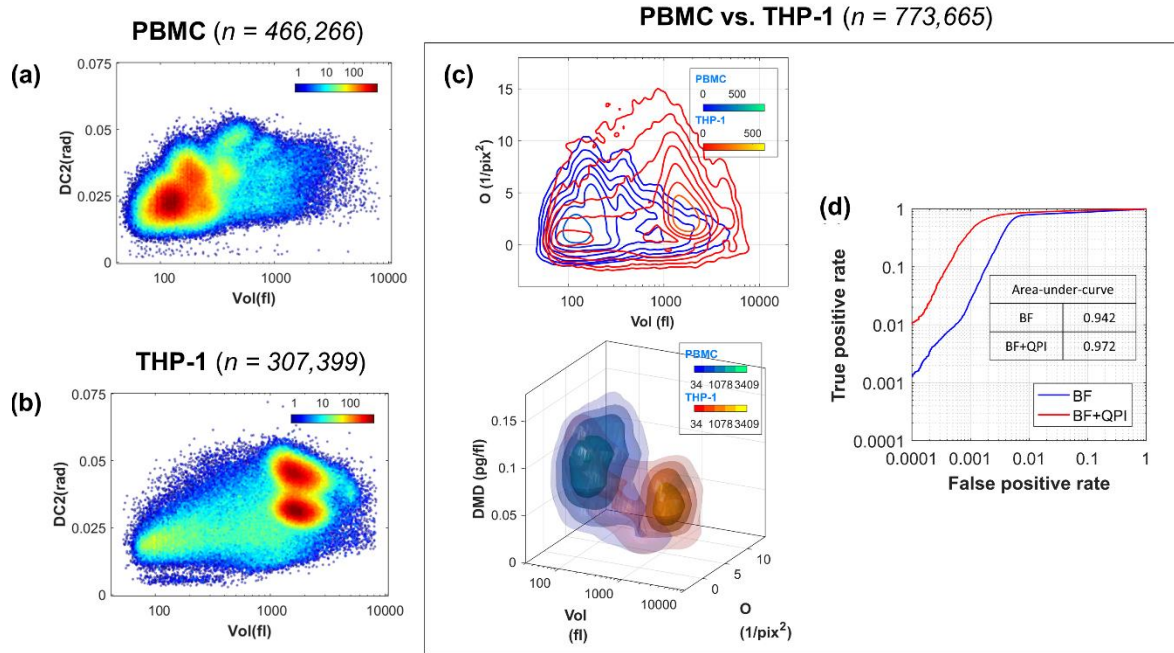 PBMC (n = 466,266)
PBMC vs. THP-1 (n = 773,665)
(a)
0.075
0.05
0.025
0
DC2(rad)
1 10 100
100 1000 10000
Vol(fl)
THP-1 (n = 307,399)
(b)
0.075
0.05
0.025
0
DC2(rad)
1 10 100
100 1000 10000
Vol(fl)
(c)
15
10
5
0
O (1/pix²)
PBMC
0 500
THP-1
0 500
100 1000 10000
Vol (fl)
PBMC
34 1078 3409
THP-1
34 1078 3409
0.15
0.1
0.05
0
DMD (pg/fl)
100
1000
10000
Vol
(fl)
0
5
10
O
(1/pix²)
(d)
1
0.1
0.01
0.001
0.0001
True positive rate
Area-under-curve
BF 0.942
BF+QPI 0.972
BF
BF+QPI
0.0001 0.001 0.01 0.1 1
False positive rate